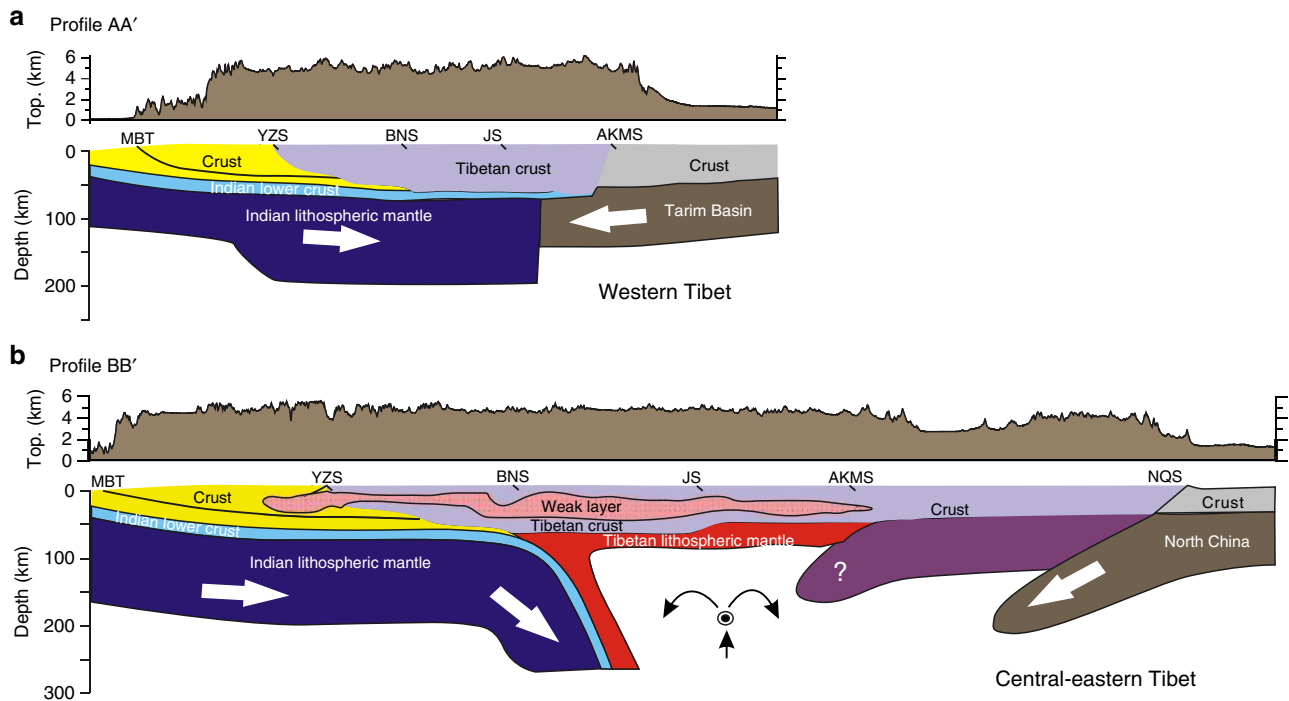 a
Profile AA′
Top. (km)
6
4
2
0
MBT
YZS
BNS
JS
AKMS
Depth (km)
0
100
200
Crust
Tibetan crust
Crust
Indian lower crust
Indian lithospheric mantle
Tarim Basin
Western Tibet
b
Profile BB′
Top. (km)
6
4
2
0
MBT
YZS
BNS
JS
AKMS
NQS
Depth (km)
0
100
200
300
Crust
Weak layer
Crust
Crust
Indian lower crust
Tibetan crust
Tibetan lithospheric mantle
North China
Indian lithospheric mantle
?
Central-eastern Tibet